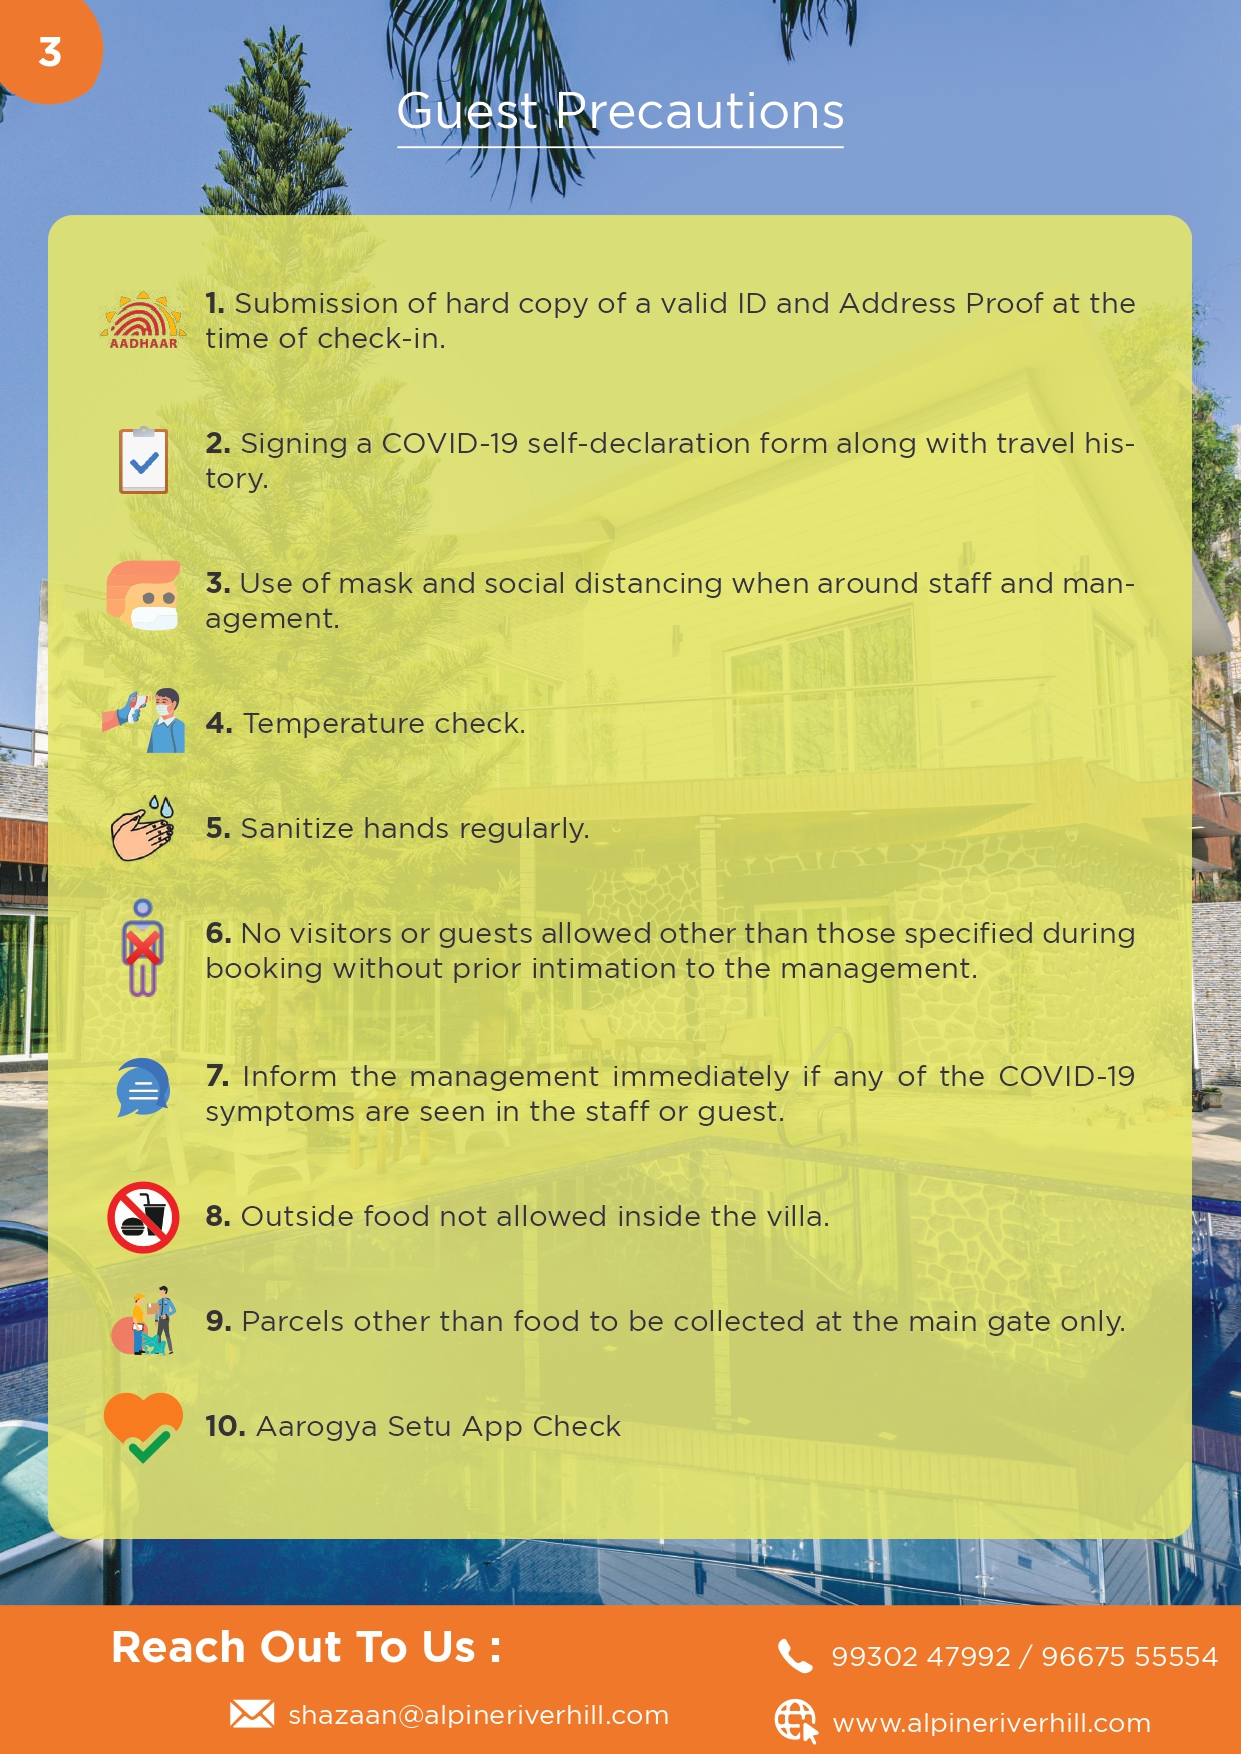 3
Guest Precautions
1. Submission of hard copy of a valid ID and Address Proof at the
time of check-in.
AADHAAR
2. Signing a COVID-19 self-declaration form along with travel his-
tory.
3. Use of mask and social distancing when around staff and man-
agement.
4. Temperature check.
5. Sanitize hands regularly.
6. No visitors or guests allowed other than those specified during
booking without prior intimation to the management.
7. Inform the management immediately if any of the COVID-19
symptoms are seen in the staff or guest.
8. Outside food not allowed inside the villa.
9. Parcels other than food to be collected at the main gate only.
10. Aarogya Setu App Check
Reach Out To Us :
99302 47992 / 96675 55554
shazaan@alpineriverhill.com
www.alpineriverhill.com